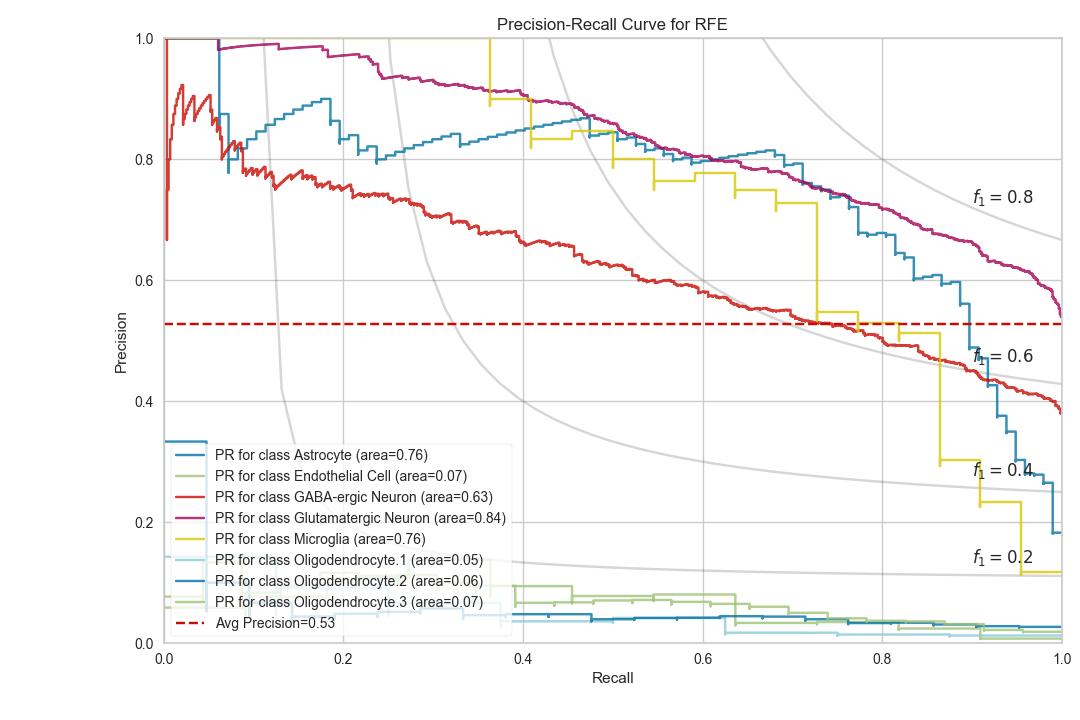 Precision-Recall Curve for RFE
1.0
0.8
0.6
0.4
0.2
0.0
Precision
f₁ = 0.8
f₁ = 0.6
f₁ = 0.4
f₁ = 0.2
PR for class Astrocyte (area=0.76)
PR for class Endothelial Cell (area=0.07)
PR for class GABA-ergic Neuron (area=0.63)
PR for class Glutamatergic Neuron (area=0.84)
PR for class Microglia (area=0.76)
PR for class Oligodendrocyte.1 (area=0.05)
PR for class Oligodendrocyte.2 (area=0.06)
PR for class Oligodendrocyte.3 (area=0.07)
Avg Precision=0.53
0.0 0.2 0.4 0.6 0.8 1.0
Recall